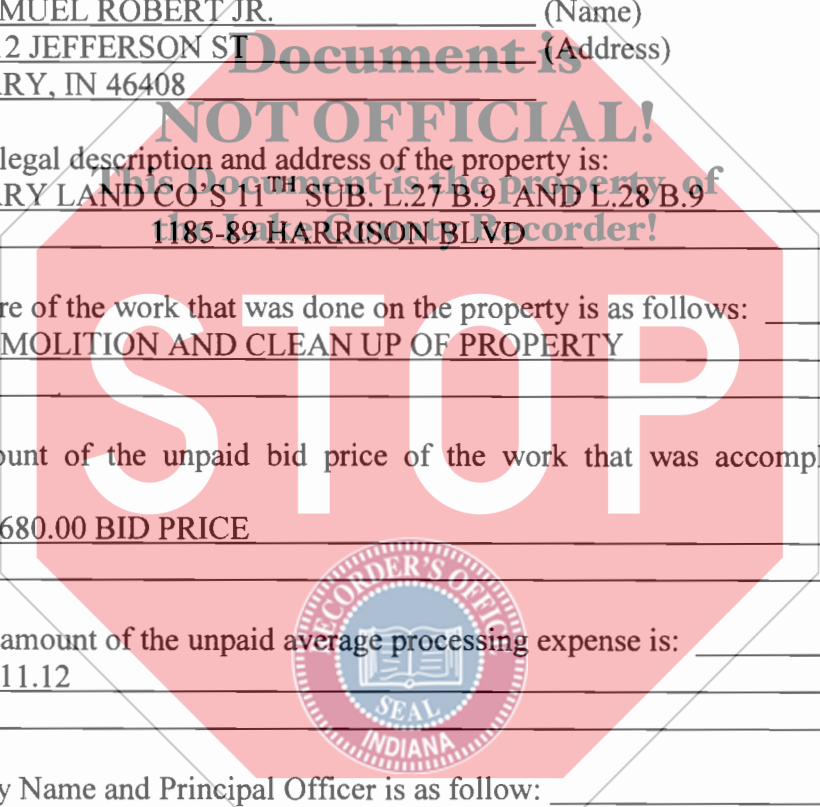 MUEL ROBERT JR. (Name)
2 JEFFERSON ST (Address)
Document is
RY, IN 46408
NOT OFFICIAL!
legal description and address of the property is:
This Document is the property of
RY LAND CO'S 11TH SUB. L.27 B.9 AND L.28 B.9
the Lake County Recorder!
1185-89 HARRISON BLVD
re of the work that was done on the property is as follows:
MOLITION AND CLEAN UP OF PROPERTY
STOP
ount of the unpaid bid price of the work that was accompl
680.00 BID PRICE
RECORDER'S OFFICE
amount of the unpaid average processing expense is:
11.12
SEAL
INDIANA
y Name and Principal Officer is as follow: